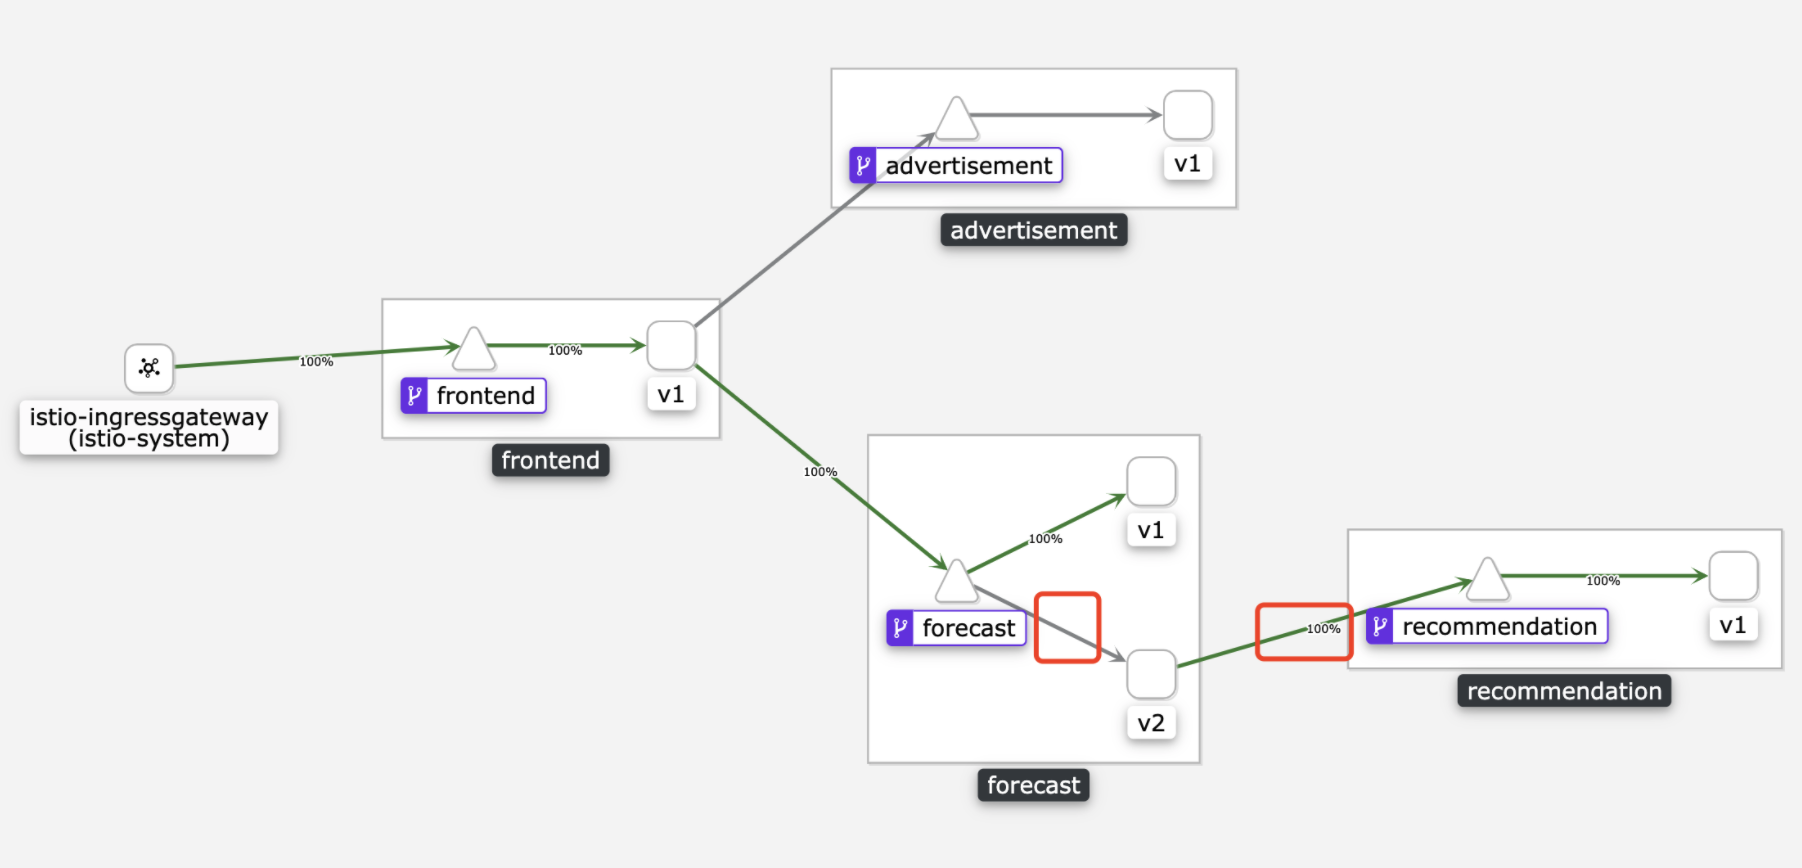 advertisement
v1
advertisement
100%
100%
frontend
v1
istio-ingressgateway
(istio-system)
frontend
100%
v1
100%
forecast
v2
forecast
100%
100%
recommendation
v1
recommendation